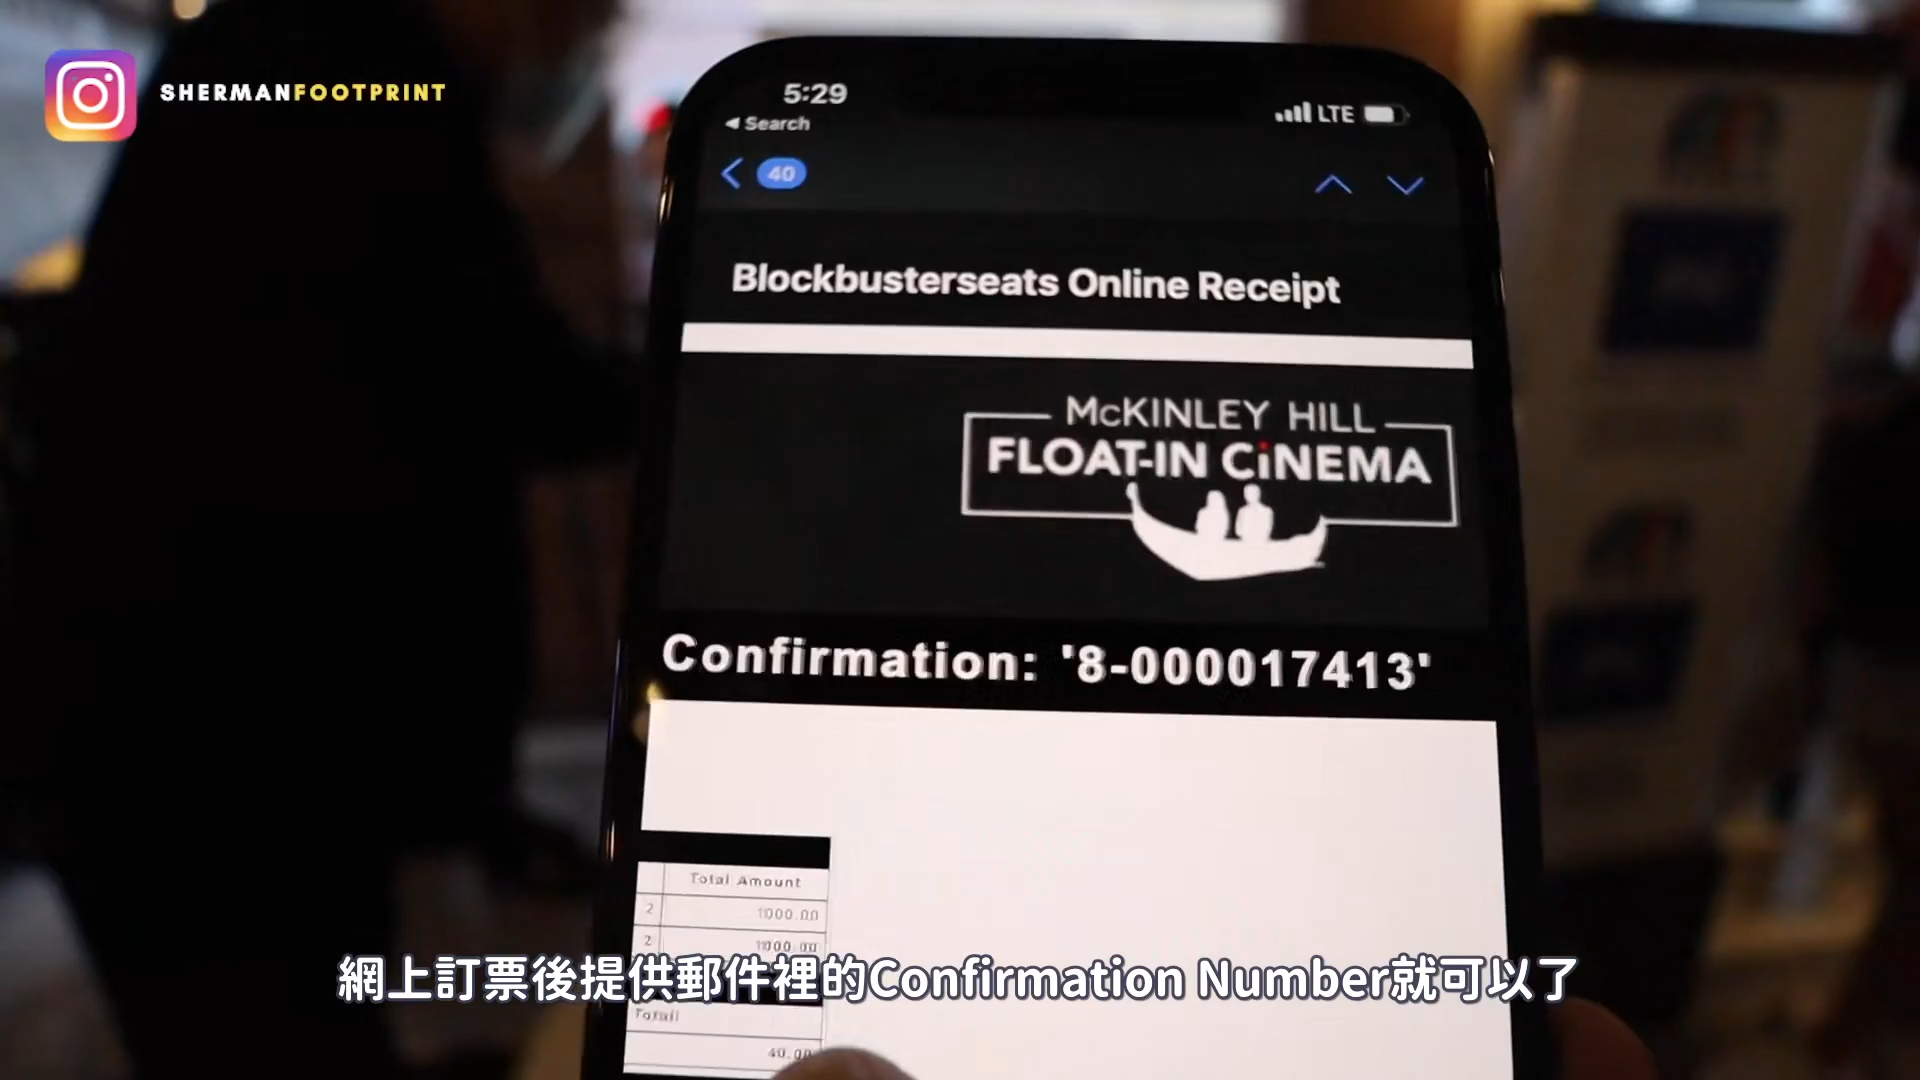 SHERMANFOOTPRINT
5:29
LTE
Search
40
Blockbusterseats Online Receipt
McKINLEY HILL
FLOAT-IN CiNEMA
Confirmation: '8-000017413'
Total Amount
2 1000.00
2 1000.00
網上訂票後提供郵件裡的Confirmation Number就可以了
Total
40.00